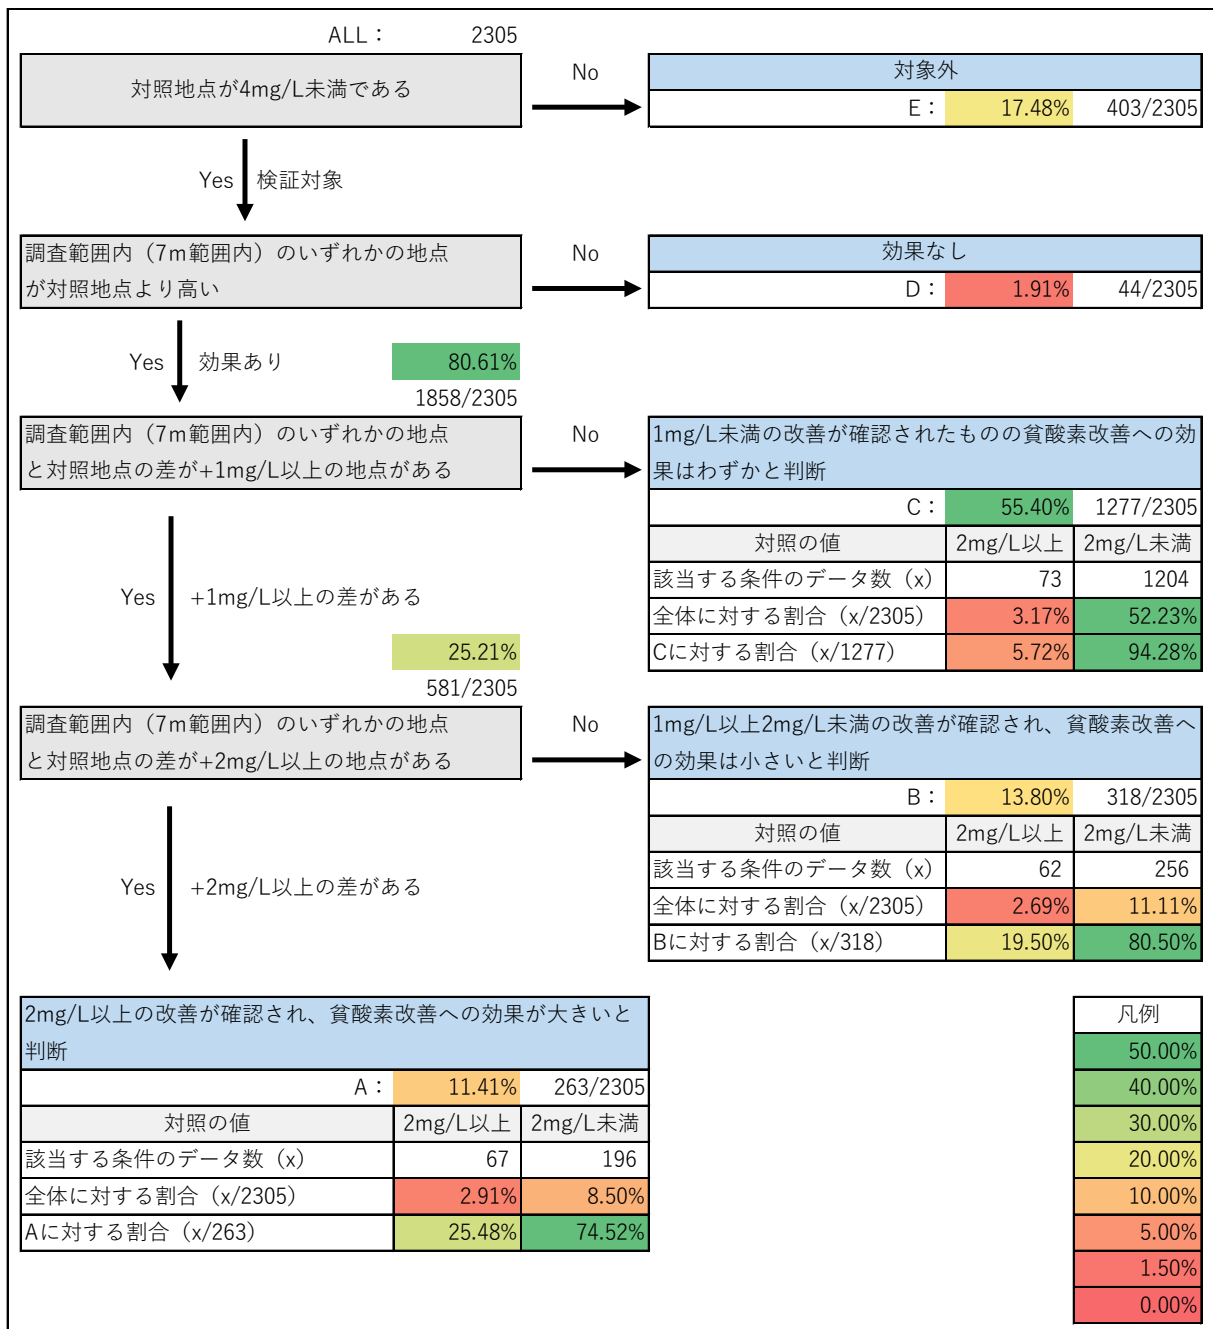 ALL： 2305
対照地点が4mg/L未満である
No
対象外
E： 17.48% 403/2305
Yes 検証対象
調査範囲内（7m範囲内）のいずれかの地点
が対照地点より高い
No
効果なし
D： 1.91% 44/2305
Yes 効果あり 80.61%
1858/2305
調査範囲内（7m範囲内）のいずれかの地点
と対照地点の差が+1mg/L以上の地点がある
No
1mg/L未満の改善が確認されたものの貧酸素改善への効
果はわずかと判断
C： 55.40% 1277/2305
対照の値 2mg/L以上 2mg/L未満
該当する条件のデータ数（x） 73 1204
全体に対する割合（x/2305） 3.17% 52.23%
Cに対する割合（x/1277） 5.72% 94.28%
Yes +1mg/L以上の差がある
25.21%
581/2305
調査範囲内（7m範囲内）のいずれかの地点
と対照地点の差が+2mg/L以上の地点がある
No
1mg/L以上2mg/L未満の改善が確認され、貧酸素改善へ
の効果は小さいと判断
B： 13.80% 318/2305
対照の値 2mg/L以上 2mg/L未満
該当する条件のデータ数（x） 62 256
全体に対する割合（x/2305） 2.69% 11.11%
Bに対する割合（x/318） 19.50% 80.50%
Yes +2mg/L以上の差がある
2mg/L以上の改善が確認され、貧酸素改善への効果が大きいと
判断
A： 11.41% 263/2305
対照の値 2mg/L以上 2mg/L未満
該当する条件のデータ数（x） 67 196
全体に対する割合（x/2305） 2.91% 8.50%
Aに対する割合（x/263） 25.48% 74.52%
凡例
50.00%
40.00%
30.00%
20.00%
10.00%
5.00%
1.50%
0.00%